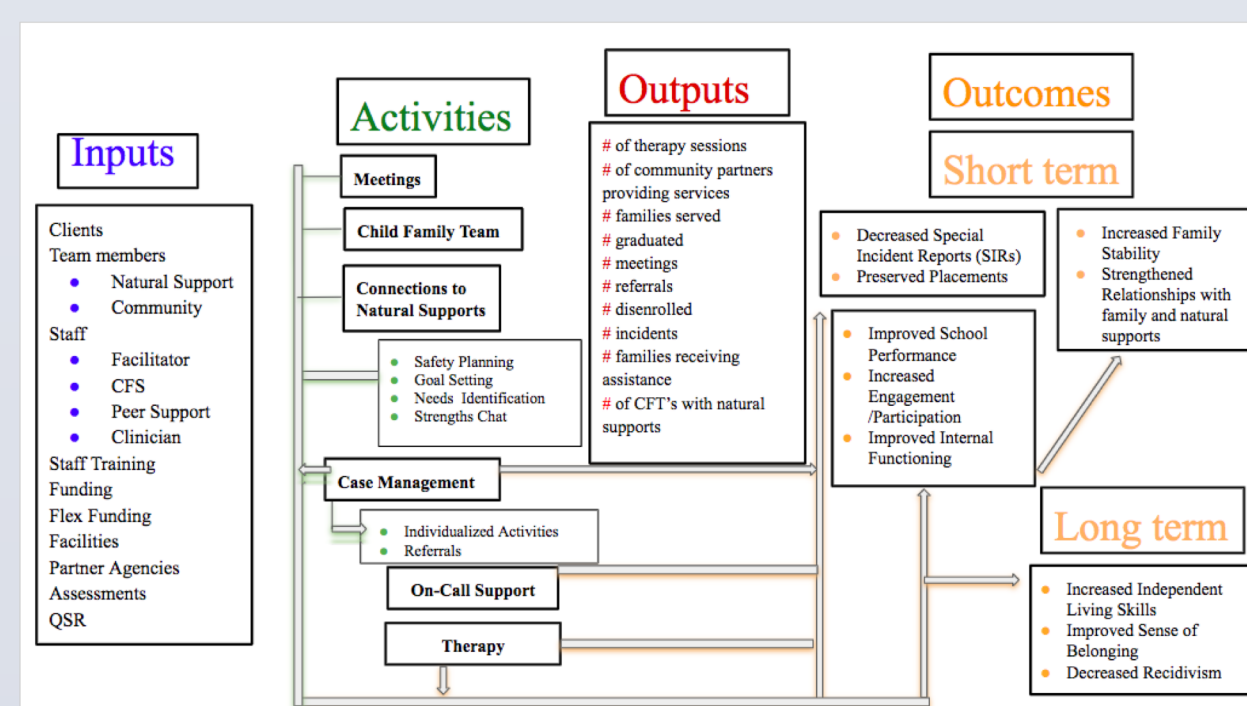 Inputs
Clients
Team members
Natural Support
Community
Staff
Facilitator
CFS
Peer Support
Clinician
Staff Training
Funding
Flex Funding
Facilities
Partner Agencies
Assessments
QSR
Activities
Meetings
Child Family Team
Connections to
Natural Supports
Safety Planning
Goal Setting
Needs Identification
Strengths Chat
Case Management
Individualized Activities
Referrals
On-Call Support
Therapy
Outputs
# of therapy sessions
# of community partners
providing services
# families served
# graduated
# meetings
# referrals
# disenrolled
# incidents
# families receiving
assistance
# of CFT’s with natural
supports
Outcomes
Short term
Decreased Special
Incident Reports (SIRs)
Preserved Placements
Increased Family
Stability
Strengthened
Relationships with
family and natural
supports
Improved School
Performance
Increased
Engagement
/Participation
Improved Internal
Functioning
Long term
Increased Independent
Living Skills
Improved Sense of
Belonging
Decreased Recidivism